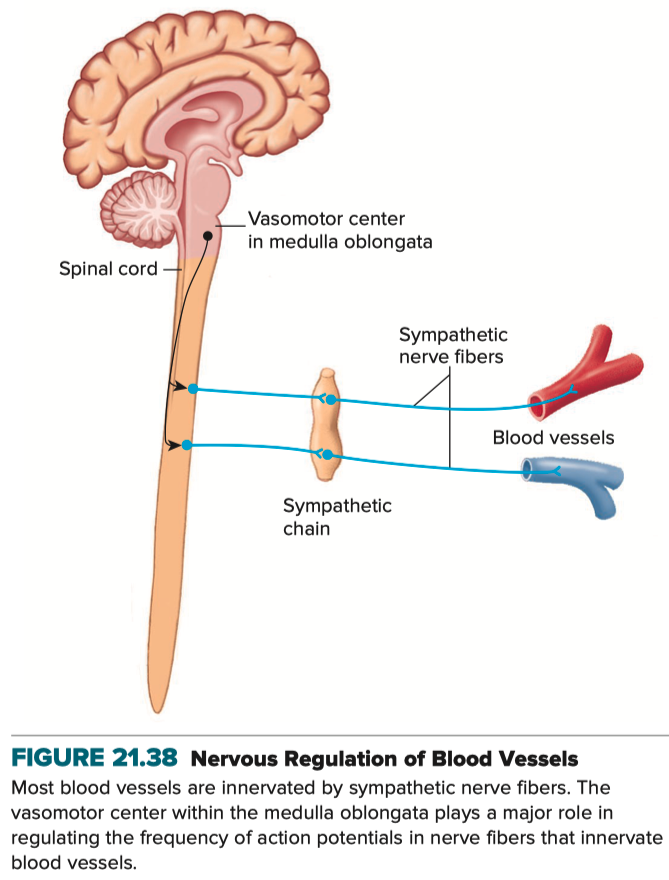 Vasomotor center
in medulla oblongata
Spinal cord
Sympathetic
nerve fibers
Blood vessels
Sympathetic
chain
FIGURE 21.38 Nervous Regulation of Blood Vessels
Most blood vessels are innervated by sympathetic nerve fibers. The
vasomotor center within the medulla oblongata plays a major role in
regulating the frequency of action potentials in nerve fibers that innervate
blood vessels.